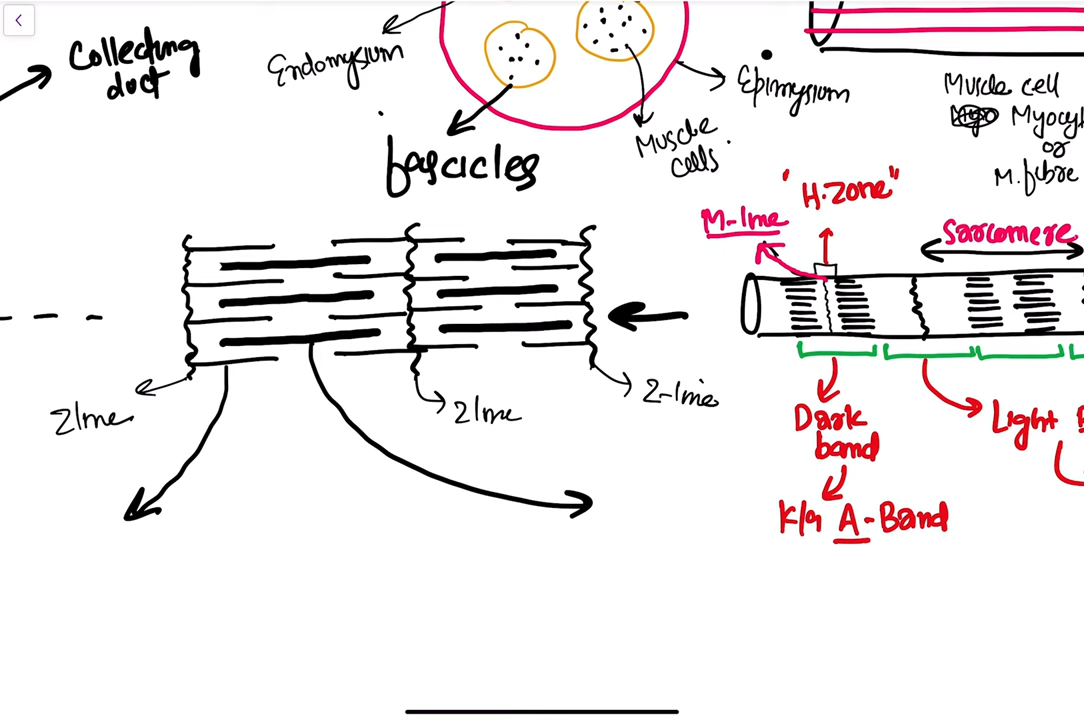 Collecting
duct
Endomysium
Epimysium
Muscle
cells
fascicles
Muscle cell
Myocyt
or
M. fibre
"H-zone"
M-line
Sarcomere
Z line
Z line
Z-line
Dark
band
K/a A-Band
Light B